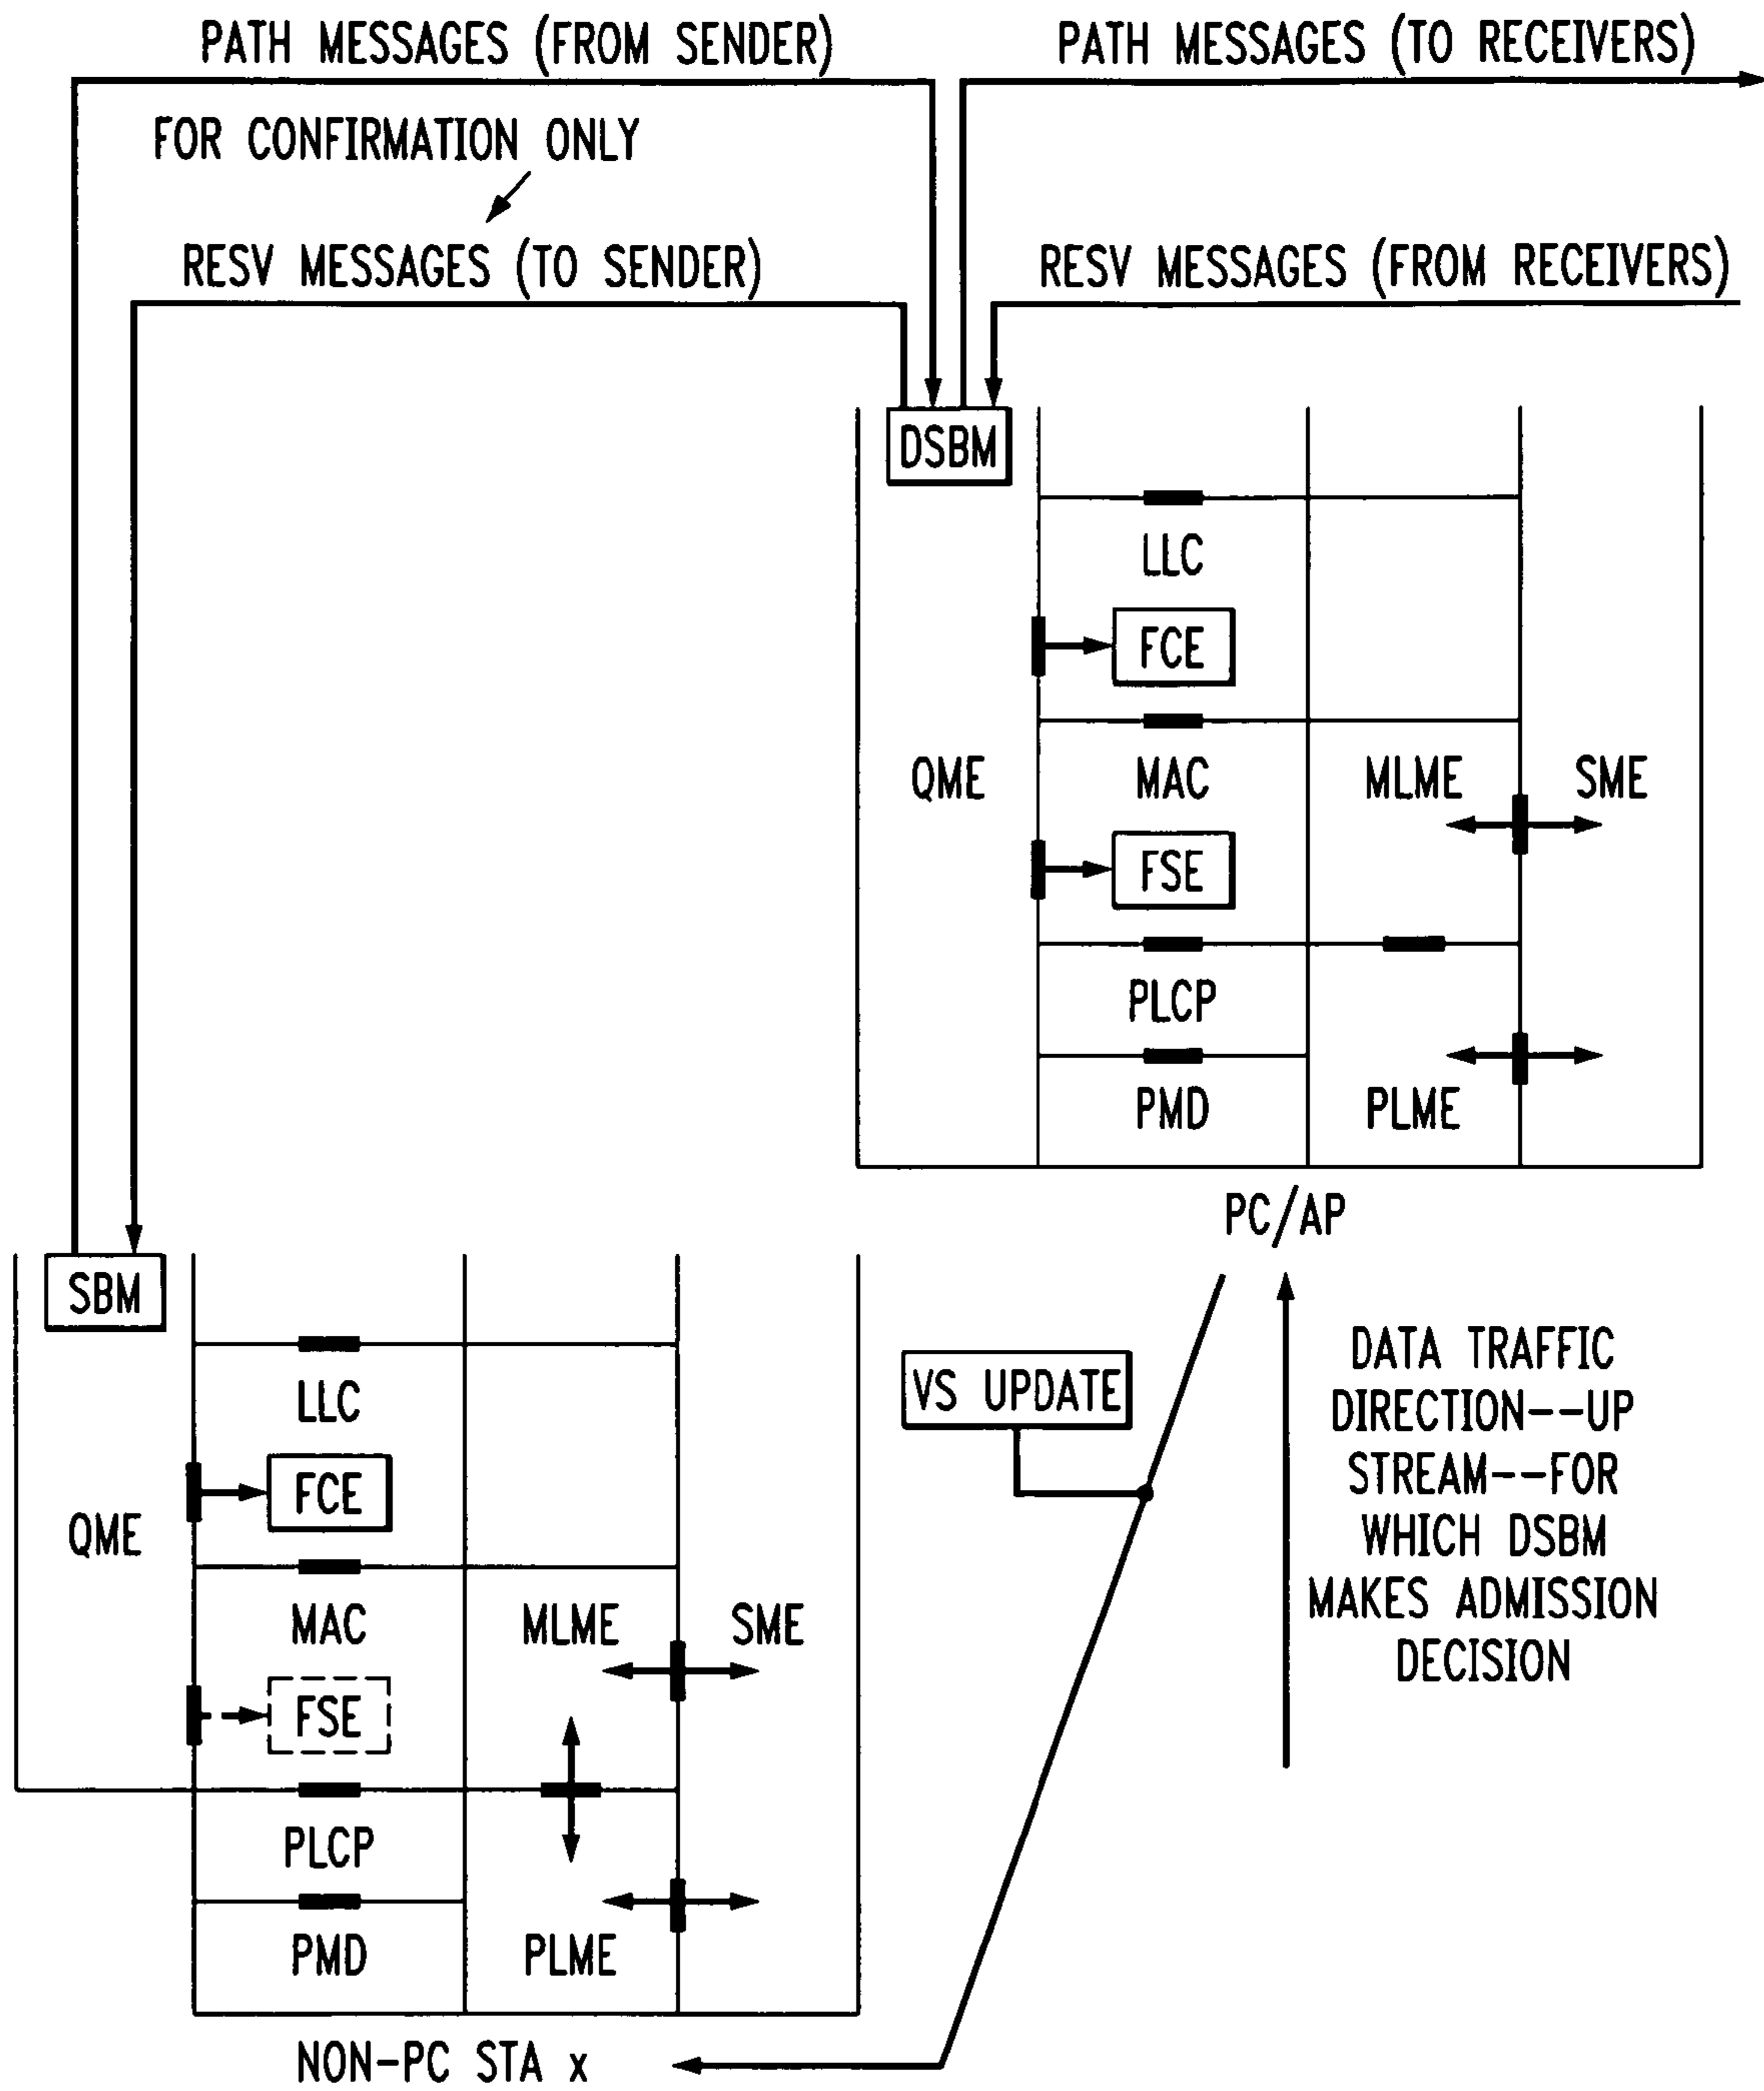 PATH MESSAGES (FROM SENDER)
PATH MESSAGES (TO RECEIVERS)
FOR CONFIRMATION ONLY
RESV MESSAGES (TO SENDER)
RESV MESSAGES (FROM RECEIVERS)
DSBM
LLC
FCE
QME
MAC
MLME
SME
FSE
PLCP
PMD
PLME
PC/AP
SBM
LLC
FCE
QME
MAC
MLME
SME
FSE
PLCP
PMD
PLME
NON-PC STA x
VS UPDATE
DATA TRAFFIC
DIRECTION--UP
STREAM--FOR
WHICH DSBM
MAKES ADMISSION
DECISION